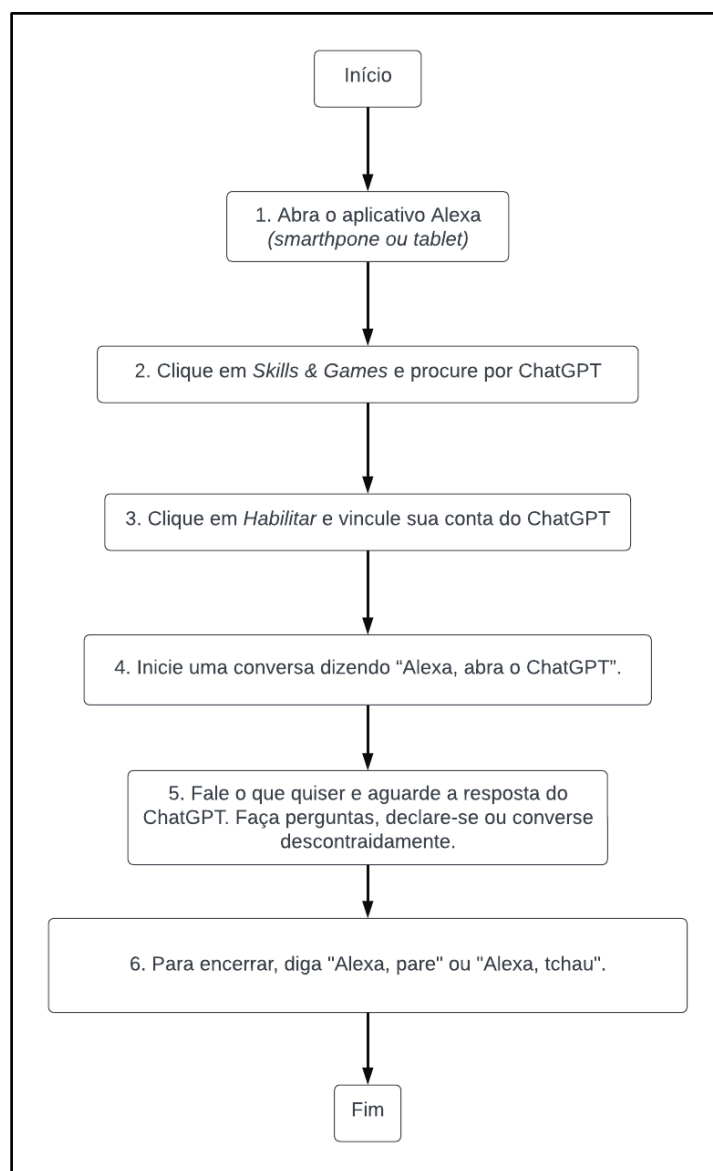 Início
1. Abra o aplicativo Alexa
(smarthpone ou tablet)
2. Clique em Skills & Games e procure por ChatGPT
3. Clique em Habilitar e vincule sua conta do ChatGPT
4. Inicie uma conversa dizendo “Alexa, abra o ChatGPT”.
5. Fale o que quiser e aguarde a resposta do
ChatGPT. Faça perguntas, declare-se ou converse
descontraidamente.
6. Para encerrar, diga "Alexa, pare" ou "Alexa, tchau".
Fim